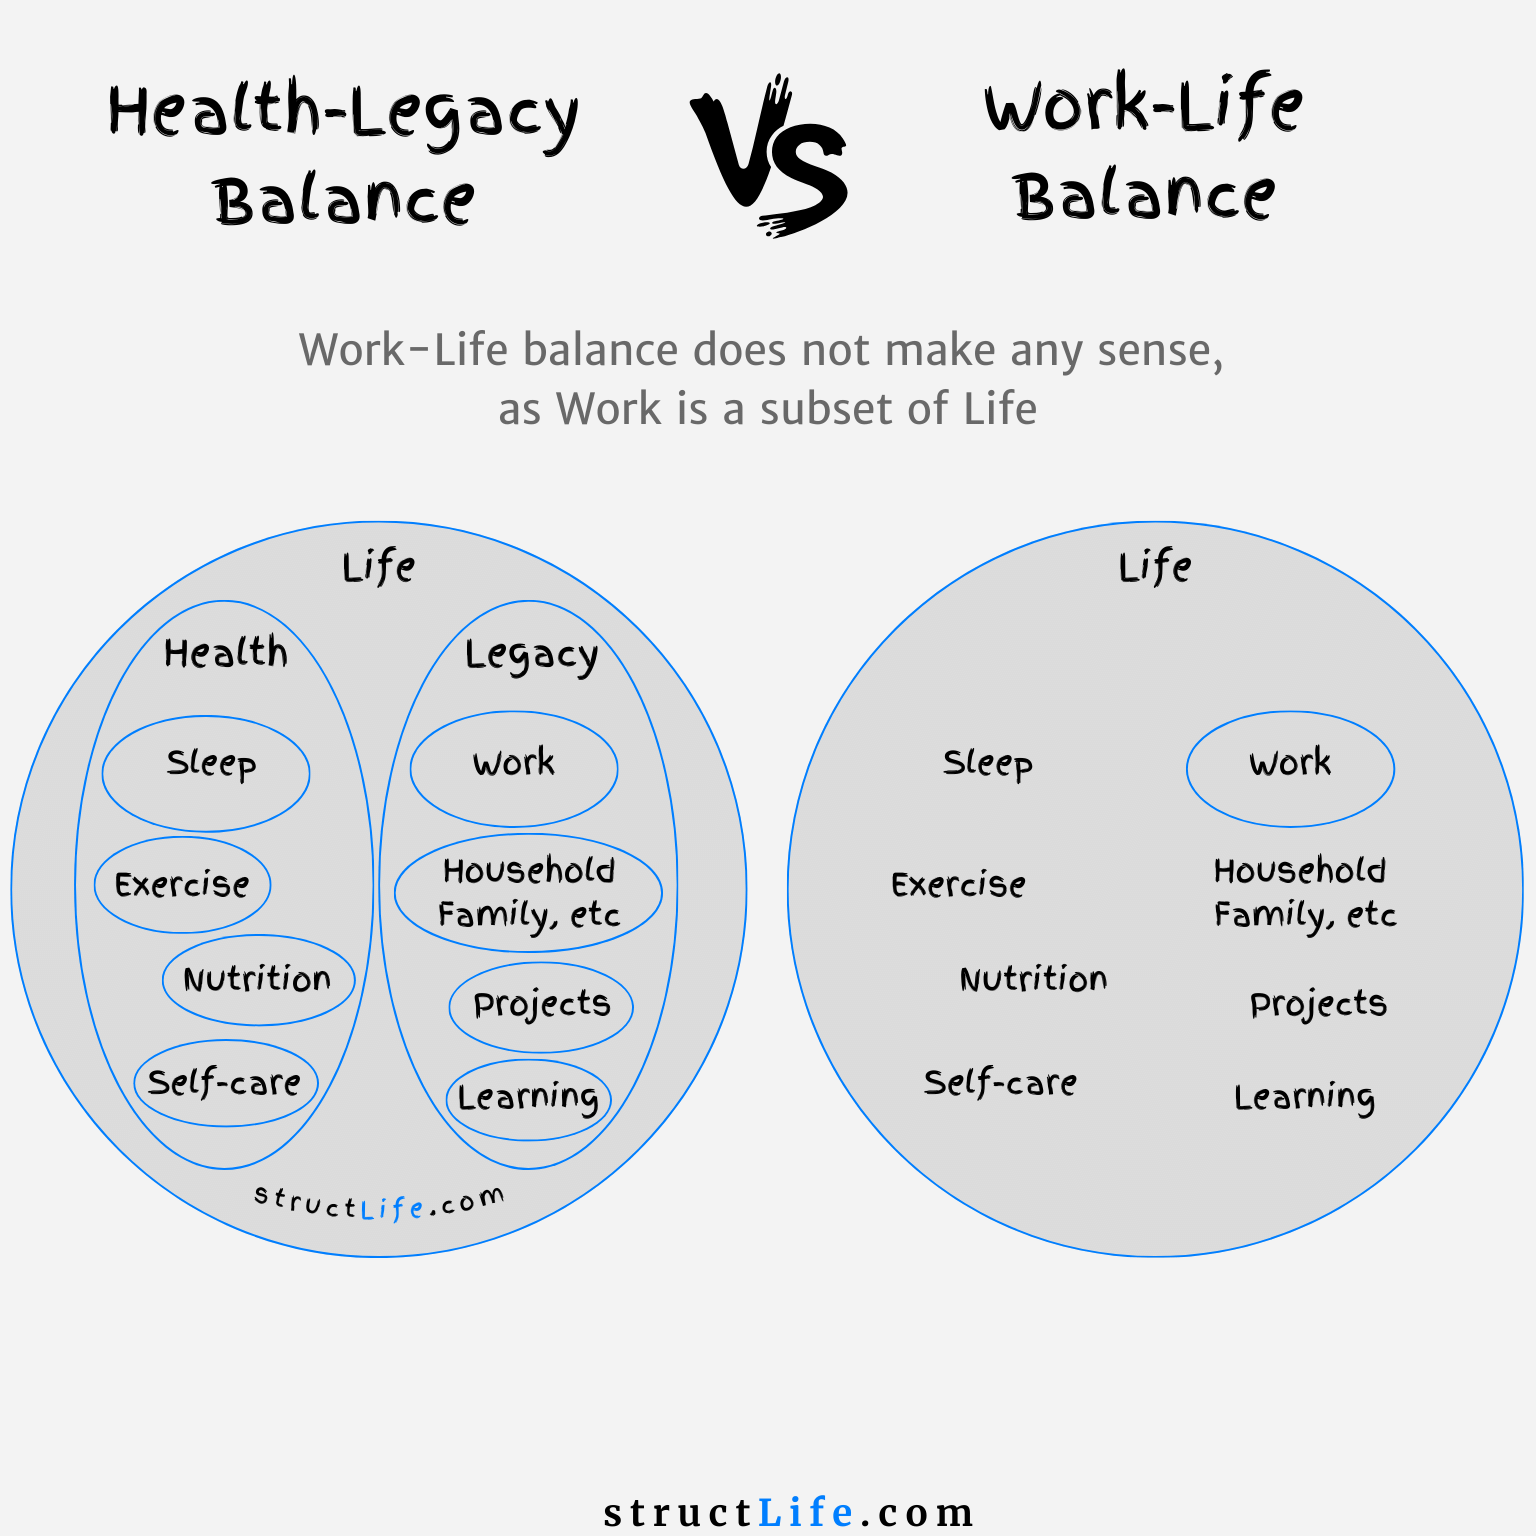 Health-Legacy
Balance
VS
Work-Life
Balance
Work-Life balance does not make any sense,
as Work is a subset of Life
Life
Health
Legacy
Sleep
Work
Exercise
Household
Family, etc
Nutrition
Projects
Self-care
Learning
structLife.com
Life
Sleep
Work
Exercise
Household
Family, etc
Nutrition
Projects
Self-care
Learning
structLife.com